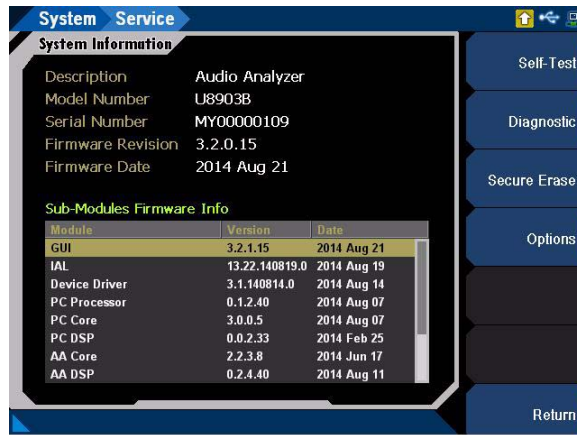 System Service
System Information
Description Audio Analyzer
Model Number U8903B
Serial Number MY00000109
Firmware Revision 3.2.0.15
Firmware Date 2014 Aug 21
Sub-Modules Firmware Info
Module Version Date
GUI 3.2.1.15 2014 Aug 21
IAL 13.22.140819.0 2014 Aug 19
Device Driver 3.1.140814.0 2014 Aug 14
PC Processor 0.1.2.40 2014 Aug 07
PC Core 3.0.0.5 2014 Aug 07
PC DSP 0.0.2.33 2014 Feb 25
AA Core 2.2.3.8 2014 Jun 17
AA DSP 0.2.4.40 2014 Aug 11
Self-Test
Diagnostic
Secure Erase
Options
Return